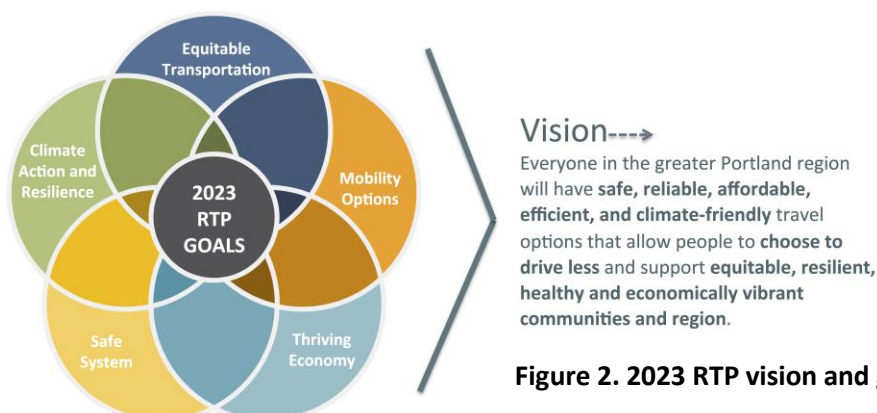 Equitable
Transportation
Climate
Action and
Resilience
Mobility
Options
2023
RTP
GOALS
Safe
System
Thriving
Economy
Vision---->
Everyone in the greater Portland region
will have safe, reliable, affordable,
efficient, and climate-friendly travel
options that allow people to choose to
drive less and support equitable, resilient,
healthy and economically vibrant
communities and region.
Figure 2. 2023 RTP vision and